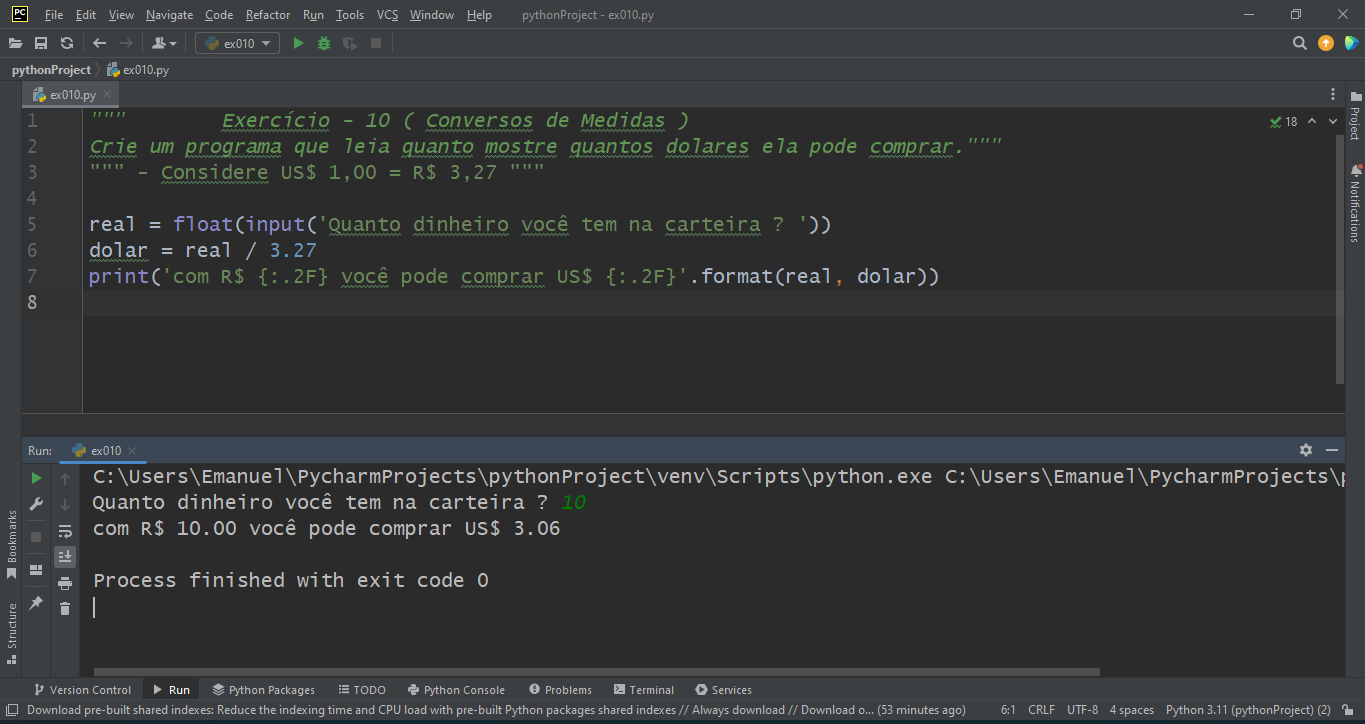 PC File Edit View Navigate Code Refactor Run Tools VCS Window Help pythonProject - ex010.py
ex010
pythonProject ex010.py
ex010.py
1 """ Exercício - 10 ( Conversos de Medidas )
18
2 Crie um programa que leia quanto mostre quantos dolares ela pode comprar."""
3 """ - Considere US$ 1,00 = R$ 3,27 """
4
5 real = float(input('Quanto dinheiro você tem na carteira ? '))
6 dolar = real / 3.27
7 print('com R$ {:.2F} você pode comprar US$ {:.2F}'.format(real, dolar))
8
Project
Notifications
Run: ex010
C:\Users\Emanuel\PycharmProjects\pythonProject\venv\Scripts\python.exe C:\Users\Emanuel\PycharmProjects\p
Quanto dinheiro você tem na carteira ? 10
com R$ 10.00 você pode comprar US$ 3.06
Process finished with exit code 0
Bookmarks
Structure
Version Control Run Python Packages TODO Python Console Problems Terminal Services
Download pre-built shared indexes: Reduce the indexing time and CPU load with pre-built Python packages shared indexes // Always download // Download o... (53 minutes ago) 6:1 CRLF UTF-8 4 spaces Python 3.11 (pythonProject) (2)